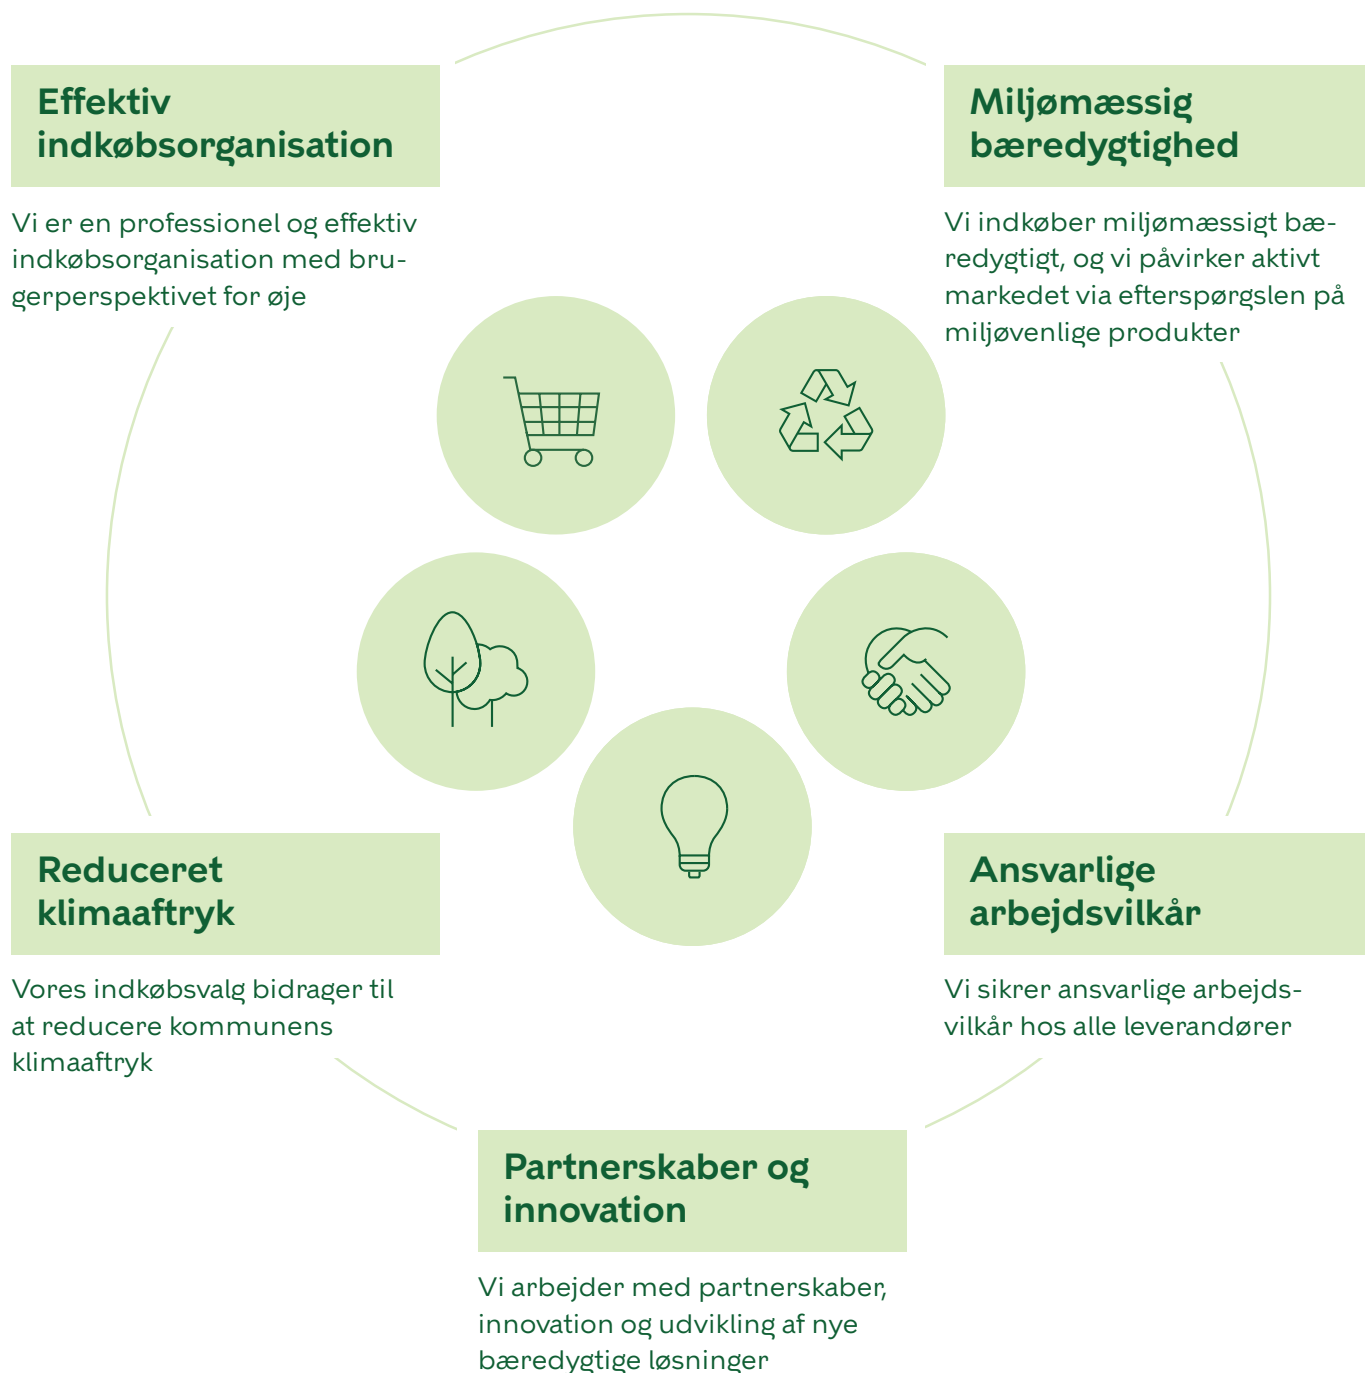 Effektiv
indkøbsorganisation
Vi er en professionel og effektiv
indkøbsorganisation med bru-
gerperspektivet for øje
Miljømæssig
bæredygtighed
Vi indkøber miljømæssigt bæ-
redygtigt, og vi påvirker aktivt
markedet via efterspørgslen på
miljøvenlige produkter
Reduceret
klimaaftryk
Vores indkøbsvalg bidrager til
at reducere kommunens
klimaaftryk
Ansvarlige
arbejdsvilkår
Vi sikrer ansvarlige arbejds-
vilkår hos alle leverandører
Partnerskaber og
innovation
Vi arbejder med partnerskaber,
innovation og udvikling af nye
bæredygtige løsninger